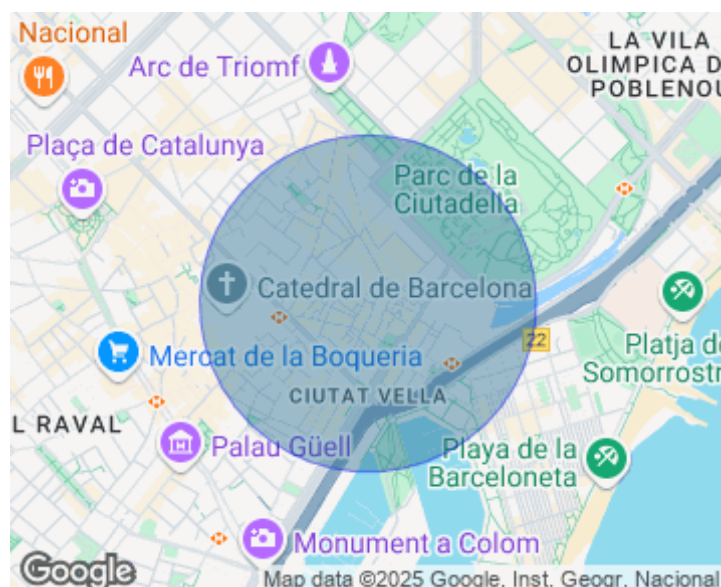 Nacional
LA VILA
OLIMPICA D
POBLENOU
Arc de Triomf
Plaça de Catalunya
Parc de la
Ciutadella
Catedral de Barcelona
22
Mercat de la Boqueria
Platja de
Somorrostr
CIUTAT VELLA
L RAVAL
Palau Güell
Playa de la
Barceloneta
Monument a Colom
Google
Map data ©2025 Google, Inst. Geogr. Nacional